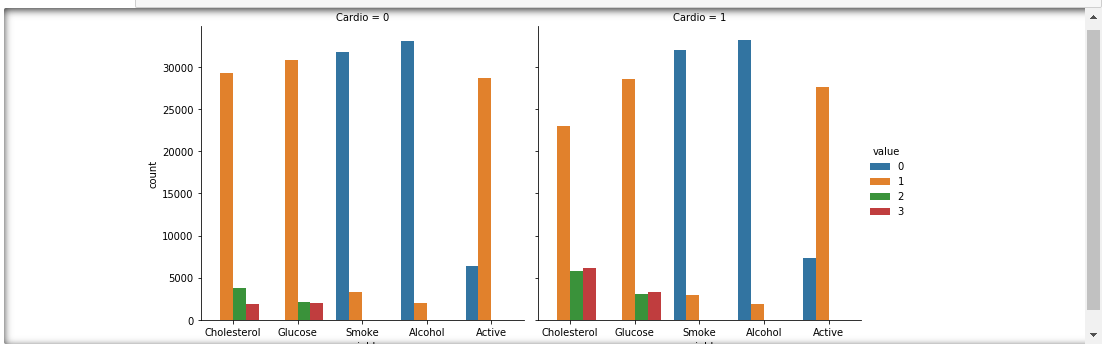 Cardio = 0
Cardio = 1
30000
25000
20000
15000
10000
5000
0
count
Cholesterol
Glucose
Smoke
Alcohol
Active
Cholesterol
Glucose
Smoke
Alcohol
Active
value
0
1
2
3